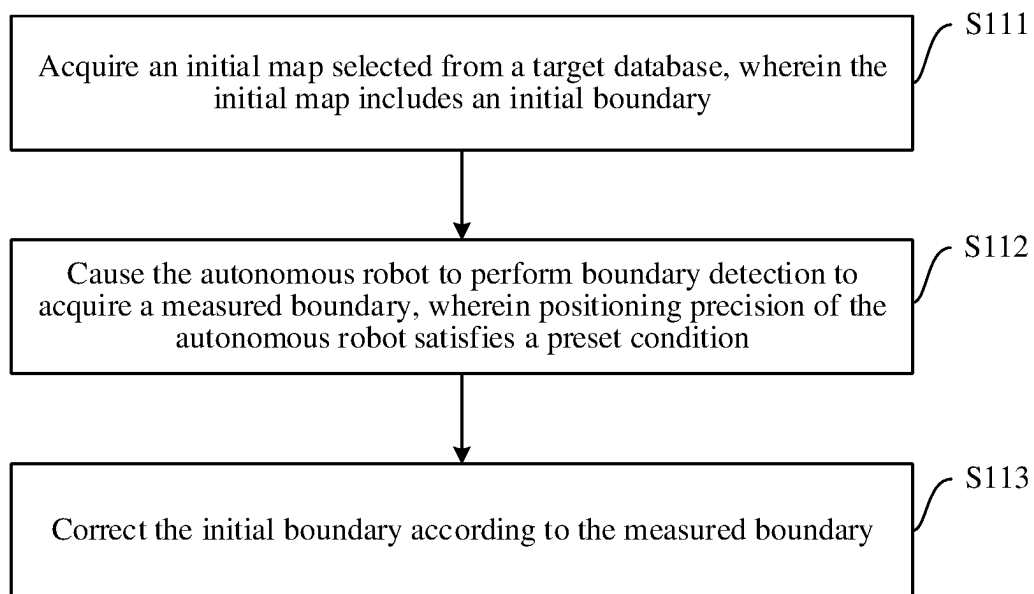 S111
Acquire an initial map selected from a target database, wherein the
initial map includes an initial boundary
S112
Cause the autonomous robot to perform boundary detection to
acquire a measured boundary, wherein positioning precision of the
autonomous robot satisfies a preset condition
S113
Correct the initial boundary according to the measured boundary